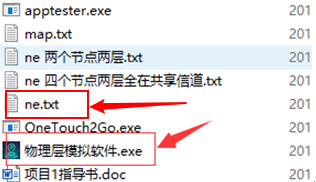 apptester.exe 201
map.txt 201
ne 两个节点两层.txt 201
ne 四个节点两层全在共享信道.txt 201
ne.txt 201
OneTouch2Go.exe 201
物理层模拟软件.exe 201
项目1指导书.doc 201